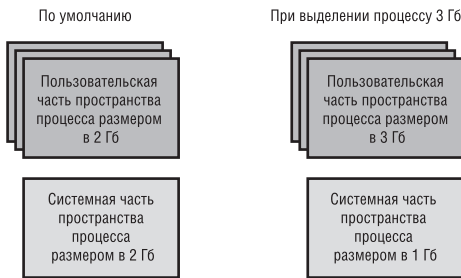 По умолчанию
Пользовательская
часть пространства
процесса размером
в 2 Гб
Системная часть
пространства
процесса
размером в 2 Гб
При выделении процессу 3 Гб
Пользовательская
часть пространства
процесса размером
в 3 Гб
Системная часть
пространства
процесса
размером в 1 Гб